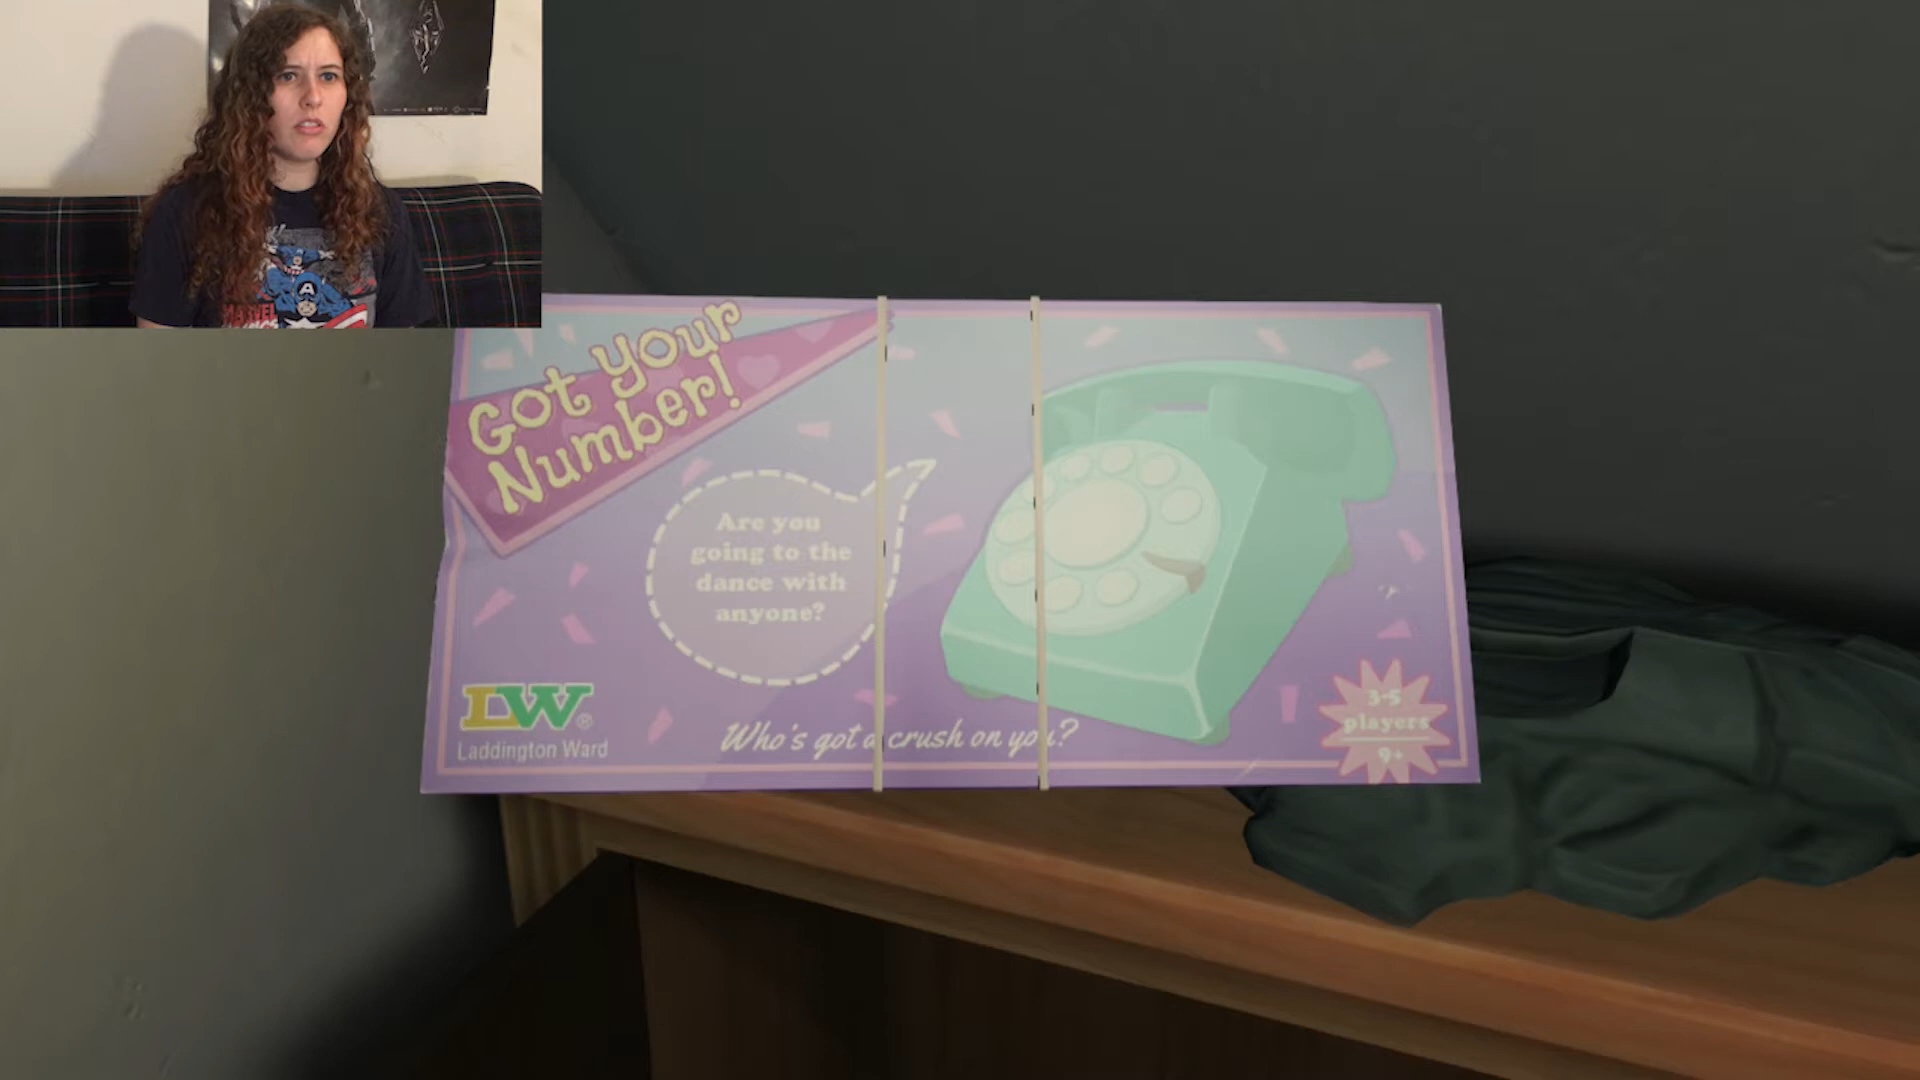 MARVEL
A
Got your
Number!
Are you
going to the
dance with
anyone?
LW®
Laddington Ward
Who's got a crush on you?
3-5
players
9+